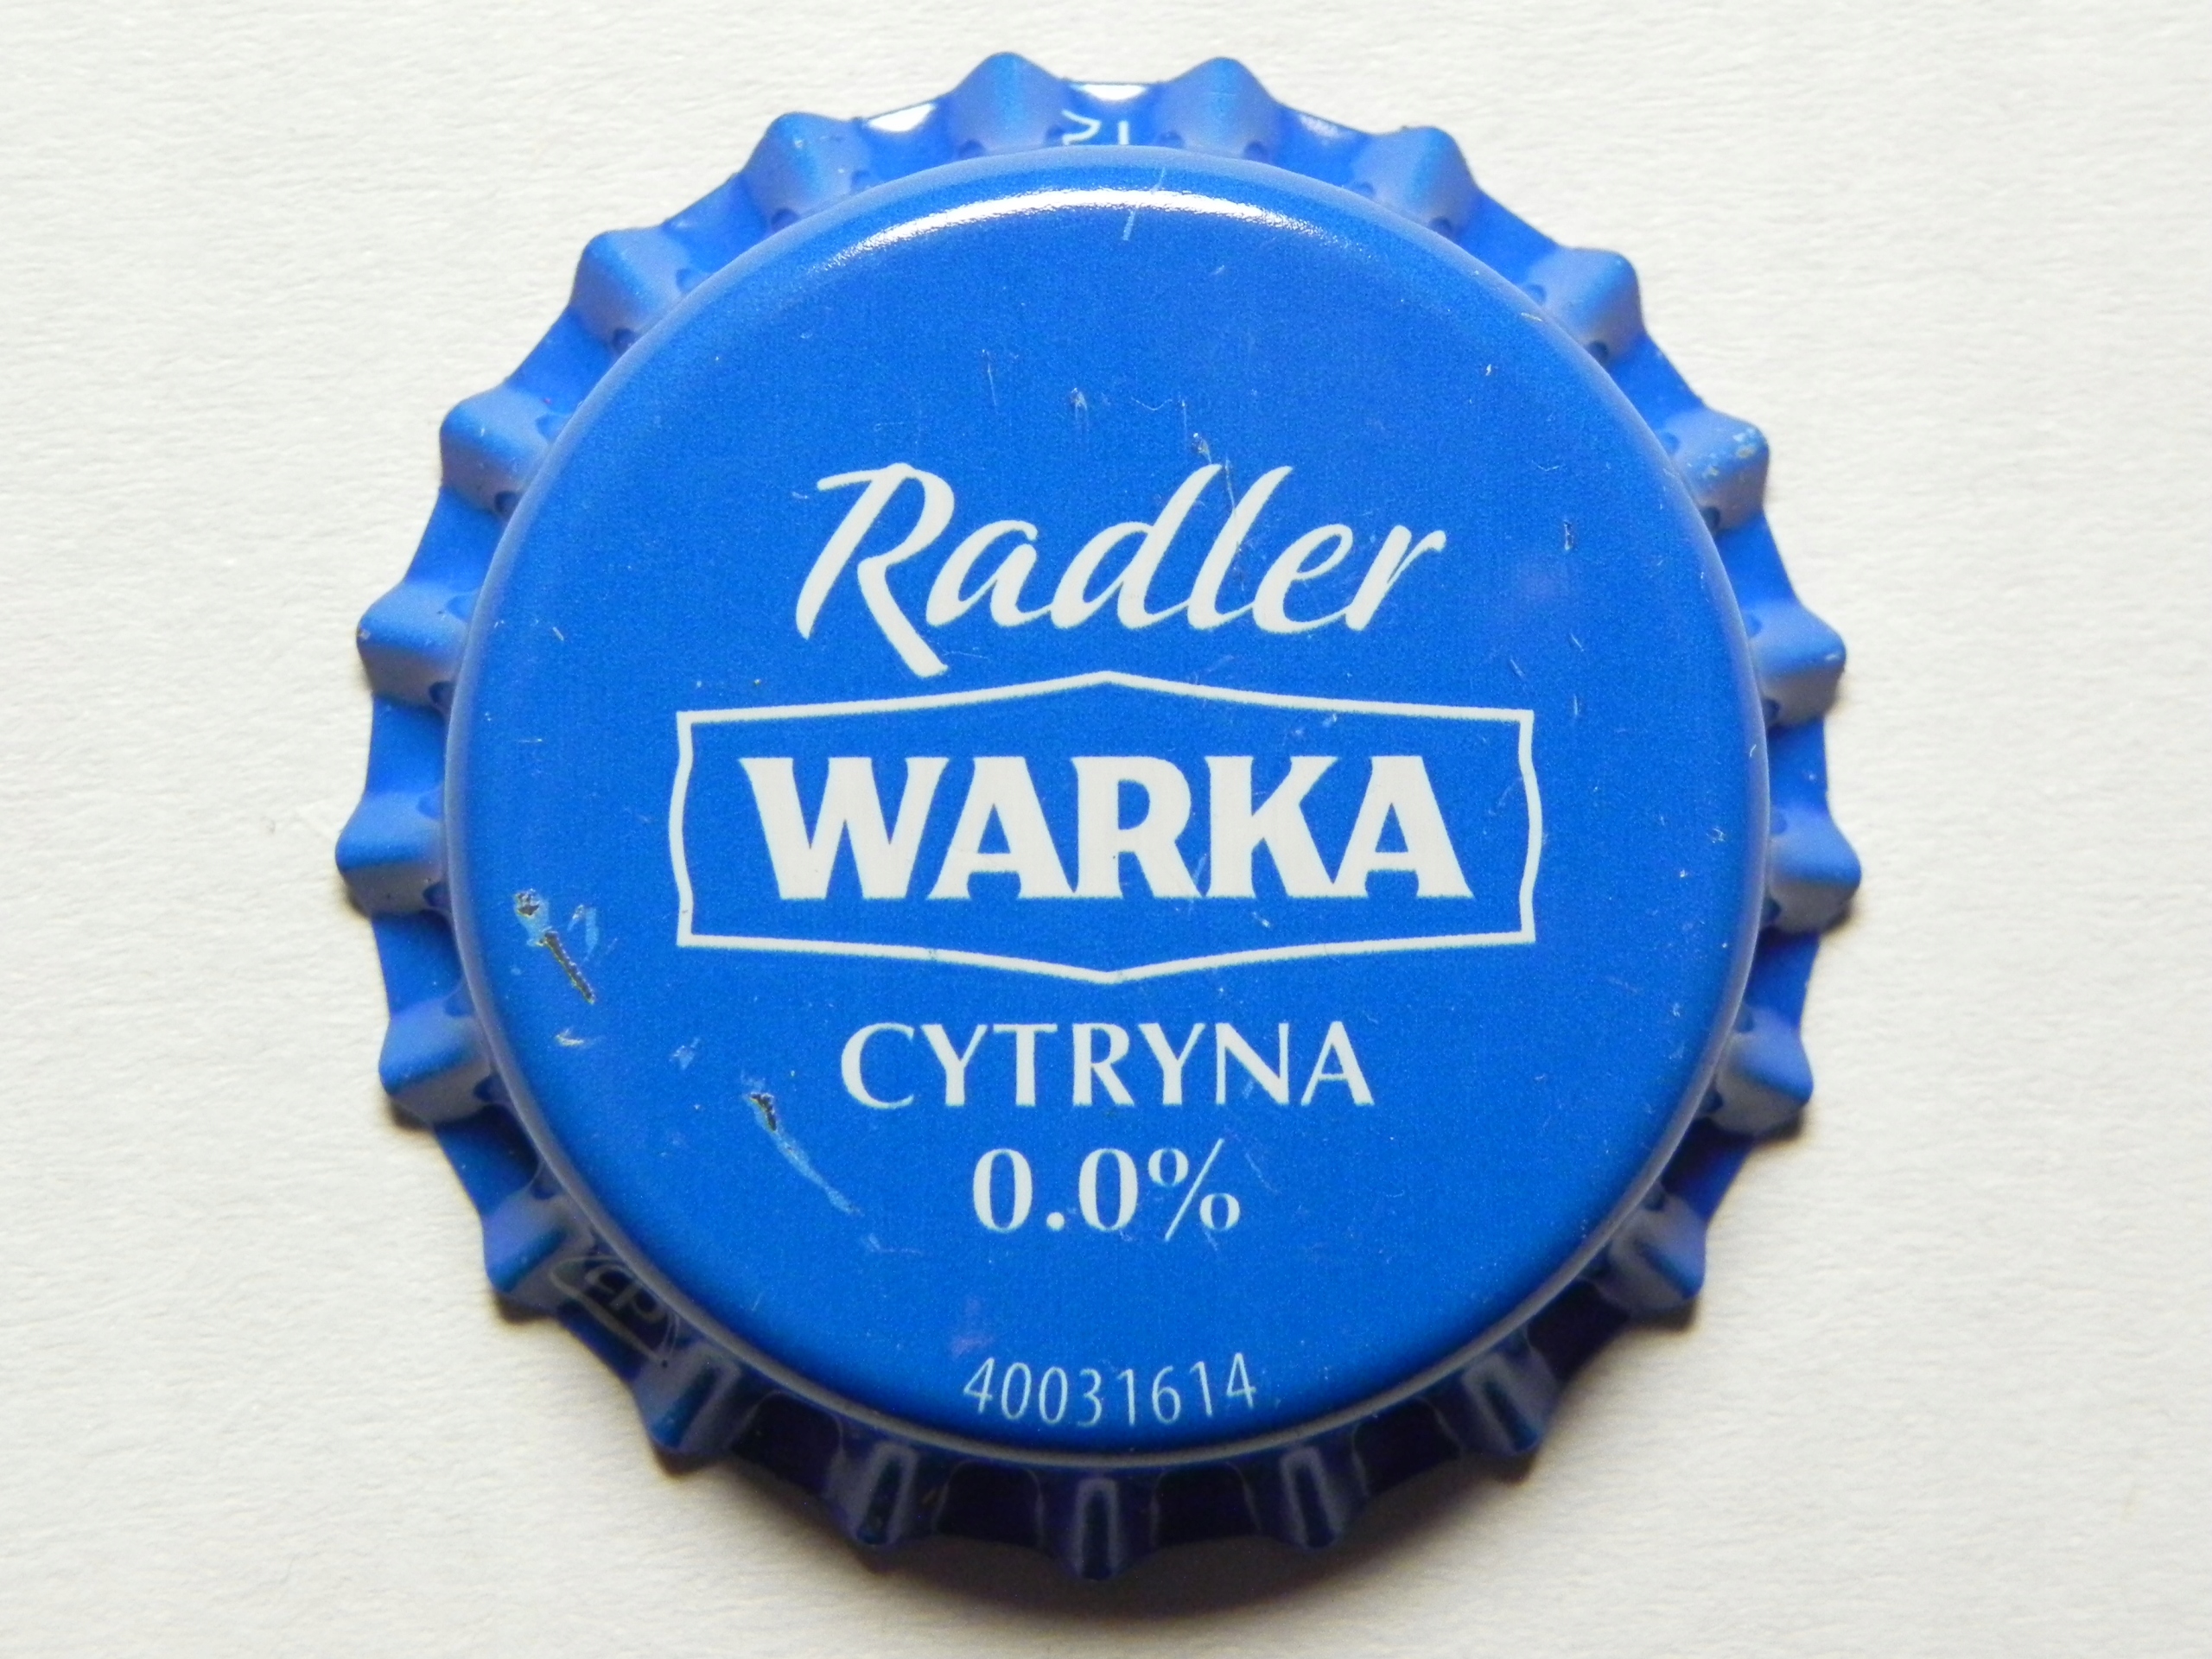 Radler
WARKA
CYTRYNA
0.0%
40031614